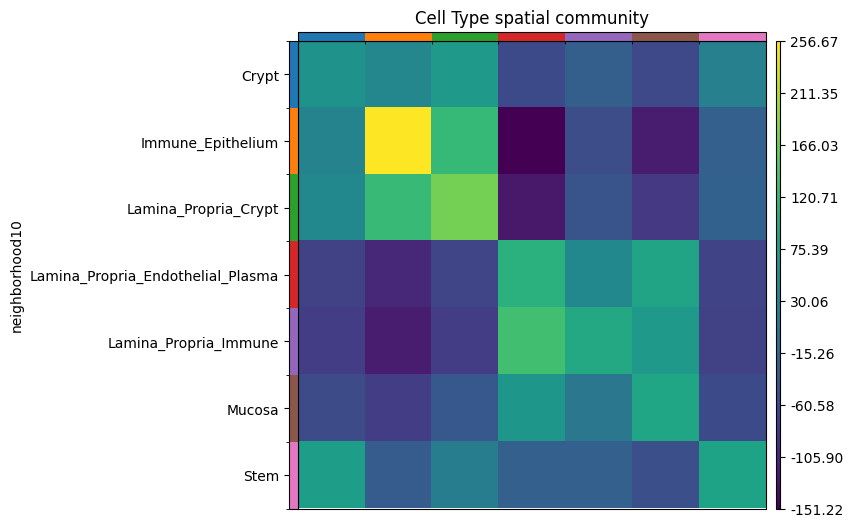 Cell Type spatial community
neighborhood10
Crypt
Immune_Epithelium
Lamina_Propria_Crypt
Lamina_Propria_Endothelial_Plasma
Lamina_Propria_Immune
Mucosa
Stem
256.67
211.35
166.03
120.71
75.39
30.06
-15.26
-60.58
-105.90
-151.22